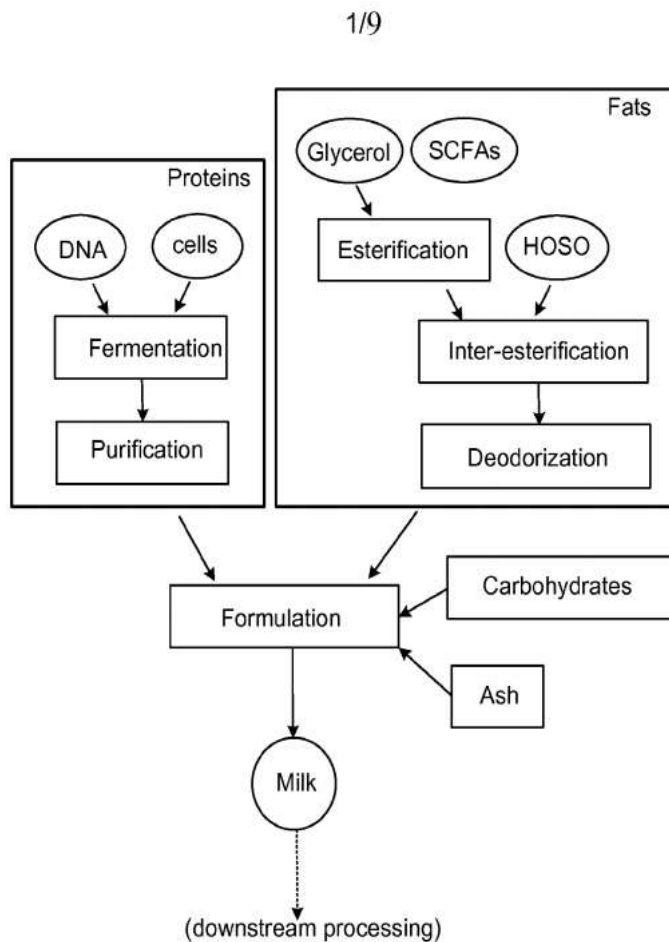 1/9
Fats
Glycerol
SCFAs
Proteins
DNA
cells
Esterification
HOSO
Fermentation
Inter-esterification
Purification
Deodorization
Carbohydrates
Formulation
Ash
Milk
(downstream processing)